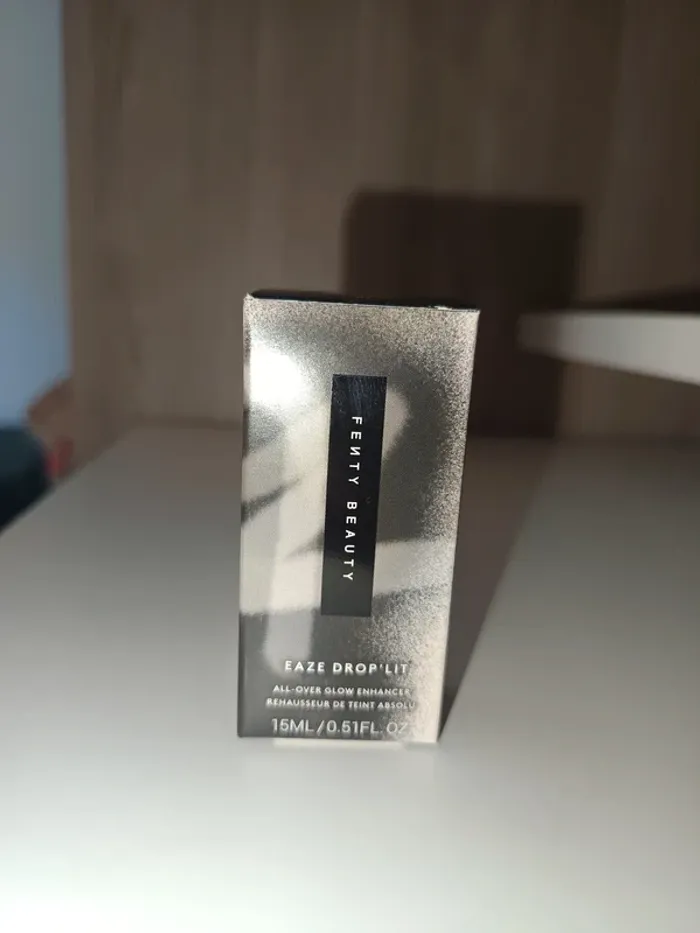 FENTY BEAUTY
EAZE DROP'LIT
ALL-OVER GLOW ENHANCER
REHAUSSEUR DE TEINT ABSOLU
15ML/0.51FL.OZ